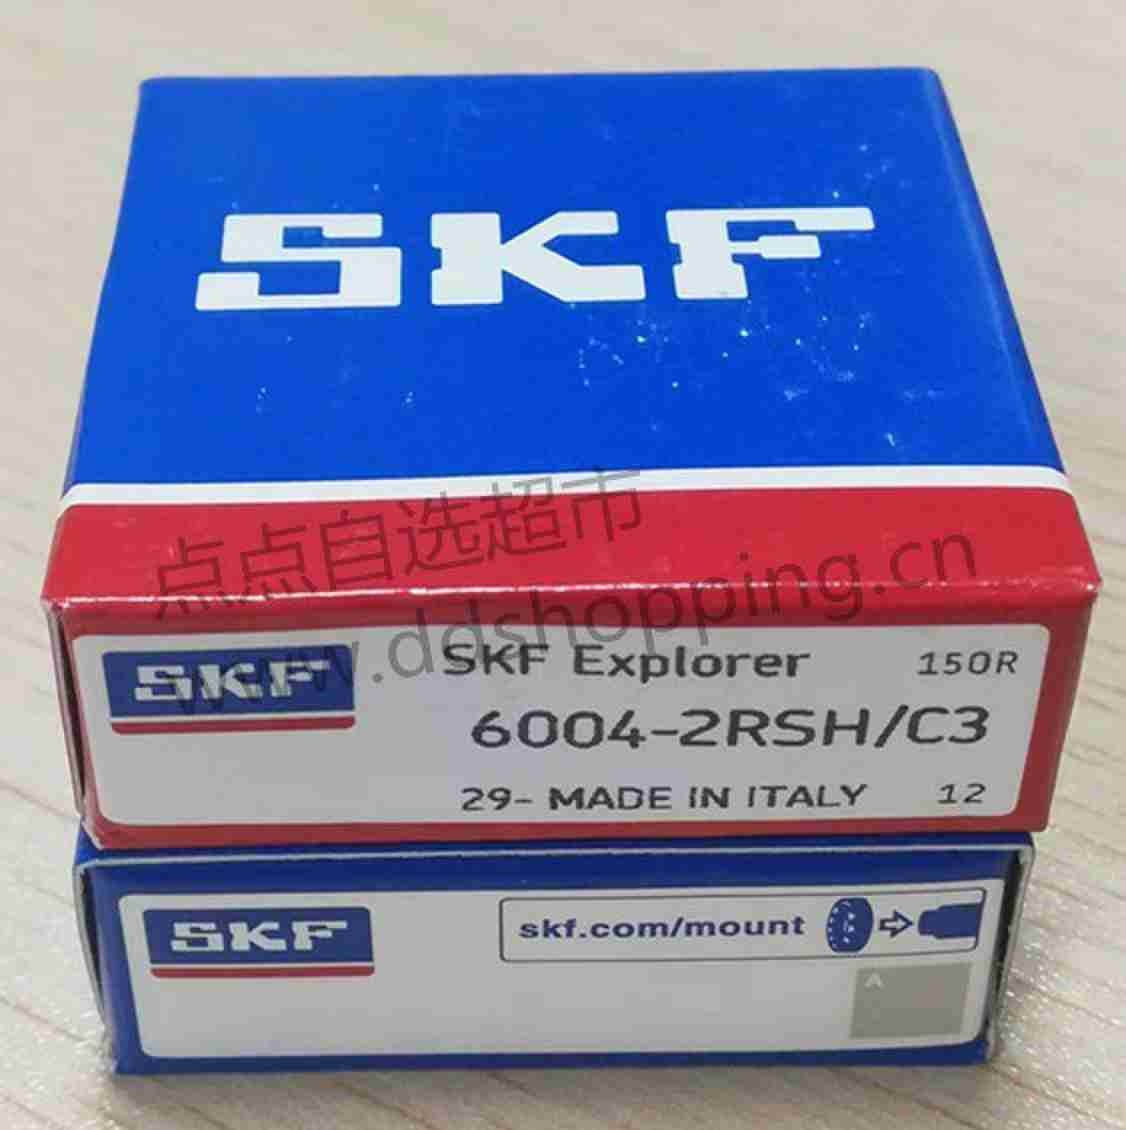 SKF
点点自选超市
www.ddshopping.cn
SKF
SKF Explorer 150R
6004-2RSH/C3
29- MADE IN ITALY 12
SKF
skf.com/mount
A